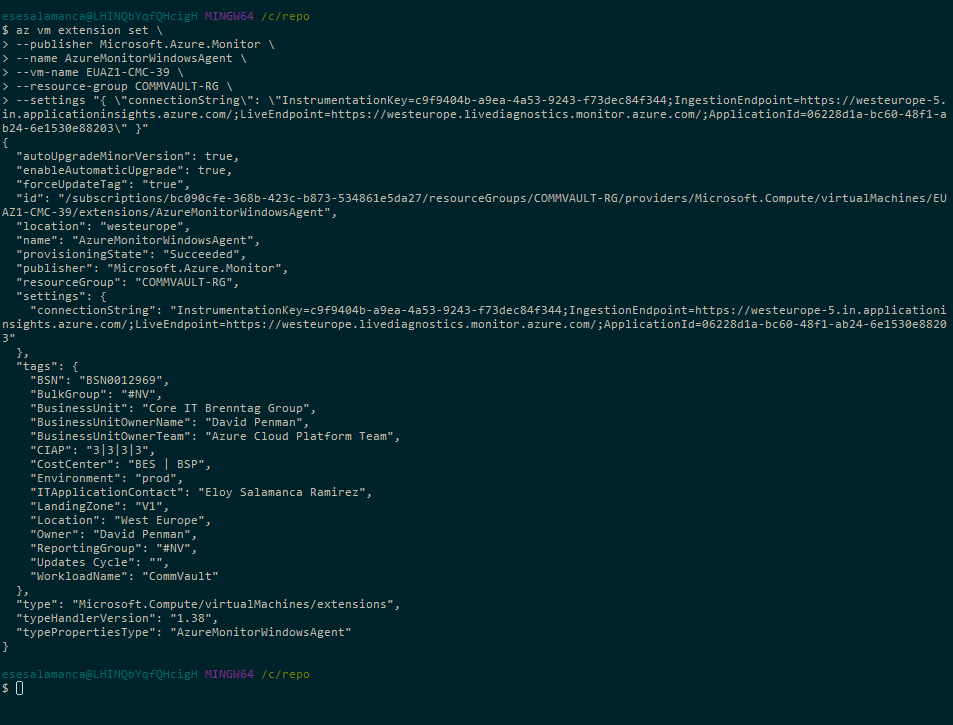 esesalamanca@LHINQbYqfQHcigH MINGW64 /c/repo
$ az vm extension set \
> --publisher Microsoft.Azure.Monitor \
> --name AzureMonitorWindowsAgent \
> --vm-name EUAZ1-CMC-39 \
> --resource-group COMMVAULT-RG \
> --settings "{ \"connectionString\": \"InstrumentationKey=c9f9404b-a9ea-4a53-9243-f73dec84f344;IngestionEndpoint=https://westeurope-5.
in.applicationinsights.azure.com/;LiveEndpoint=https://westeurope.livediagnostics.monitor.azure.com/;ApplicationId=06228d1a-bc60-48f1-a
b24-6e1530e88203\" }"
{
  "autoUpgradeMinorVersion": true,
  "enableAutomaticUpgrade": true,
  "forceUpdateTag": "true",
  "id": "/subscriptions/bc090cfe-368b-423c-b873-534861e5da27/resourceGroups/COMMVAULT-RG/providers/Microsoft.Compute/virtualMachines/EU
AZ1-CMC-39/extensions/AzureMonitorWindowsAgent",
  "location": "westeurope",
  "name": "AzureMonitorWindowsAgent",
  "provisioningState": "Succeeded",
  "publisher": "Microsoft.Azure.Monitor",
  "resourceGroup": "COMMVAULT-RG",
  "settings": {
    "connectionString": "InstrumentationKey=c9f9404b-a9ea-4a53-9243-f73dec84f344;IngestionEndpoint=https://westeurope-5.in.applicationi
nsights.azure.com/;LiveEndpoint=https://westeurope.livediagnostics.monitor.azure.com/;ApplicationId=06228d1a-bc60-48f1-ab24-6e1530e8820
3"
  },
  "tags": {
    "BSN": "BSN0012969",
    "BulkGroup": "#NV",
    "BusinessUnit": "Core IT Brenntag Group",
    "BusinessUnitOwnerName": "David Penman",
    "BusinessUnitOwnerTeam": "Azure Cloud Platform Team",
    "CIAP": "3|3|3|3",
    "CostCenter": "BES | BSP",
    "Environment": "prod",
    "ITApplicationContact": "Eloy Salamanca Ramirez",
    "LandingZone": "V1",
    "Location": "West Europe",
    "Owner": "David Penman",
    "ReportingGroup": "#NV",
    "Updates Cycle": "",
    "WorkloadName": "CommVault"
  },
  "type": "Microsoft.Compute/virtualMachines/extensions",
  "typeHandlerVersion": "1.38",
  "typePropertiesType": "AzureMonitorWindowsAgent"
}
esesalamanca@LHINQbYqfQHcigH MINGW64 /c/repo
$